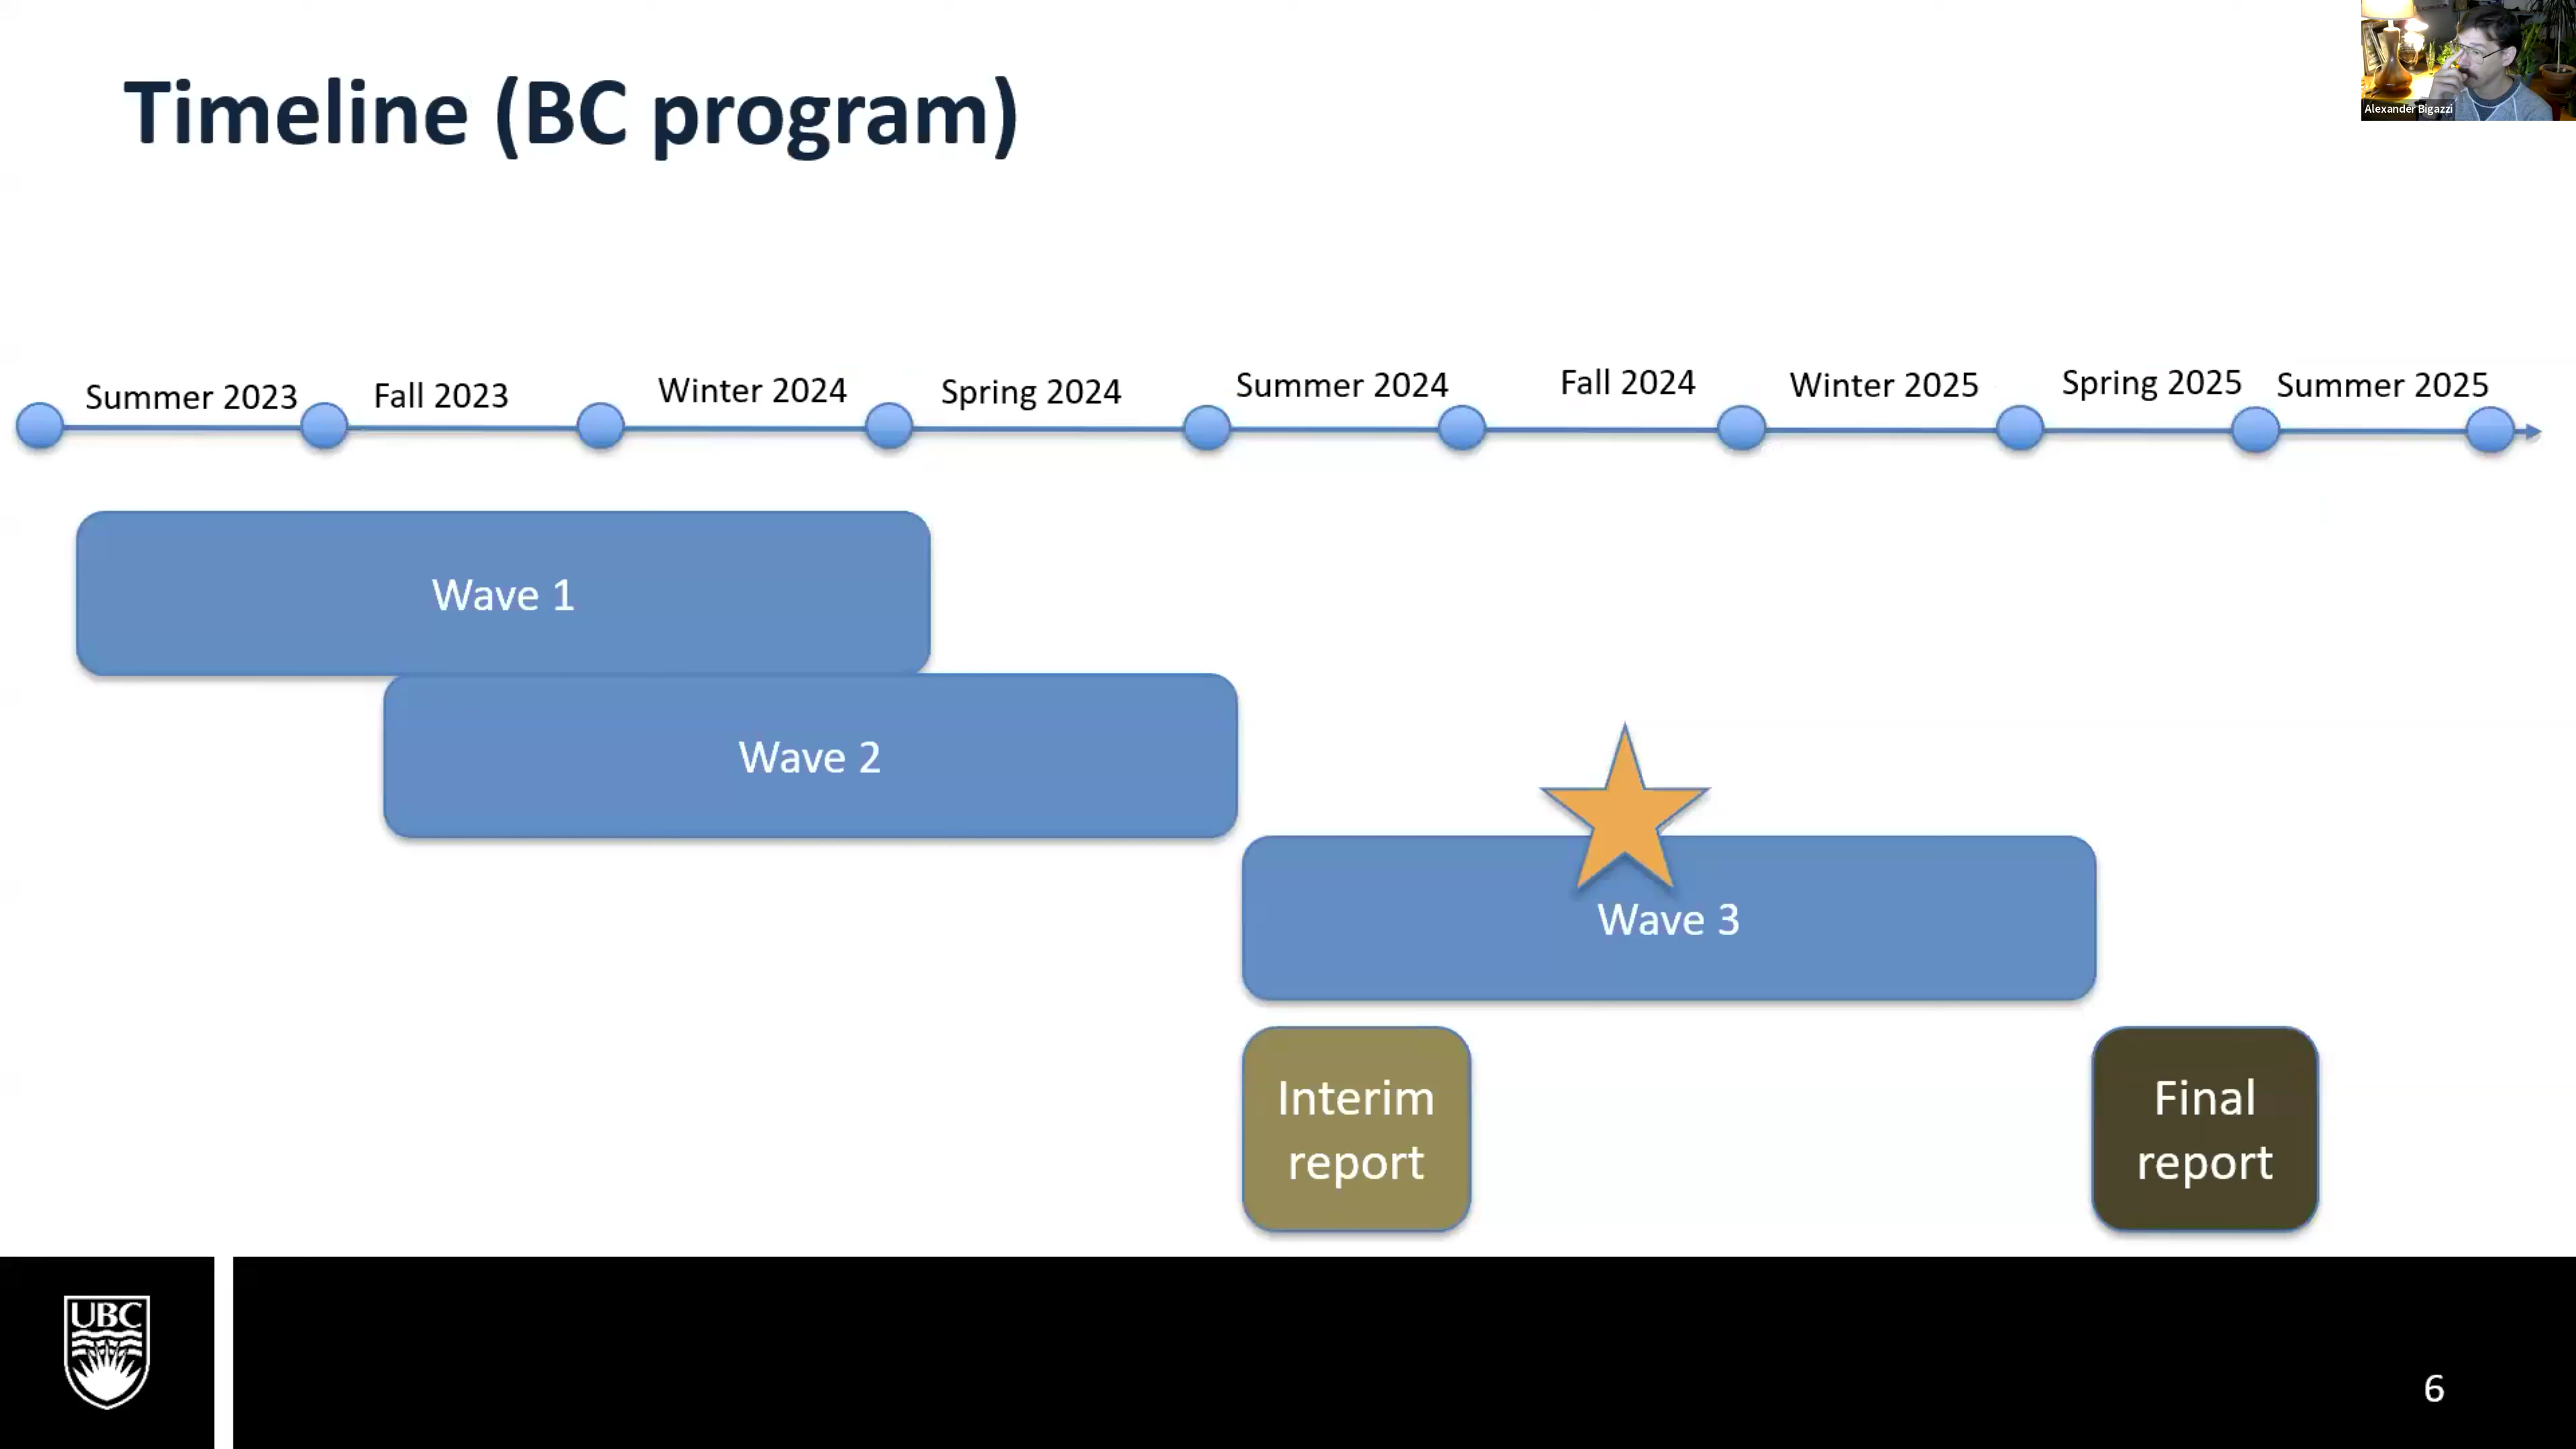 Timeline (BC program)
Alexander Bigazzi
Summer 2023
Fall 2023
Winter 2024
Spring 2024
Summer 2024
Fall 2024
Winter 2025
Spring 2025
Summer 2025
Wave 1
Wave 2
Wave 3
Interim
report
Final
report
UBC
6